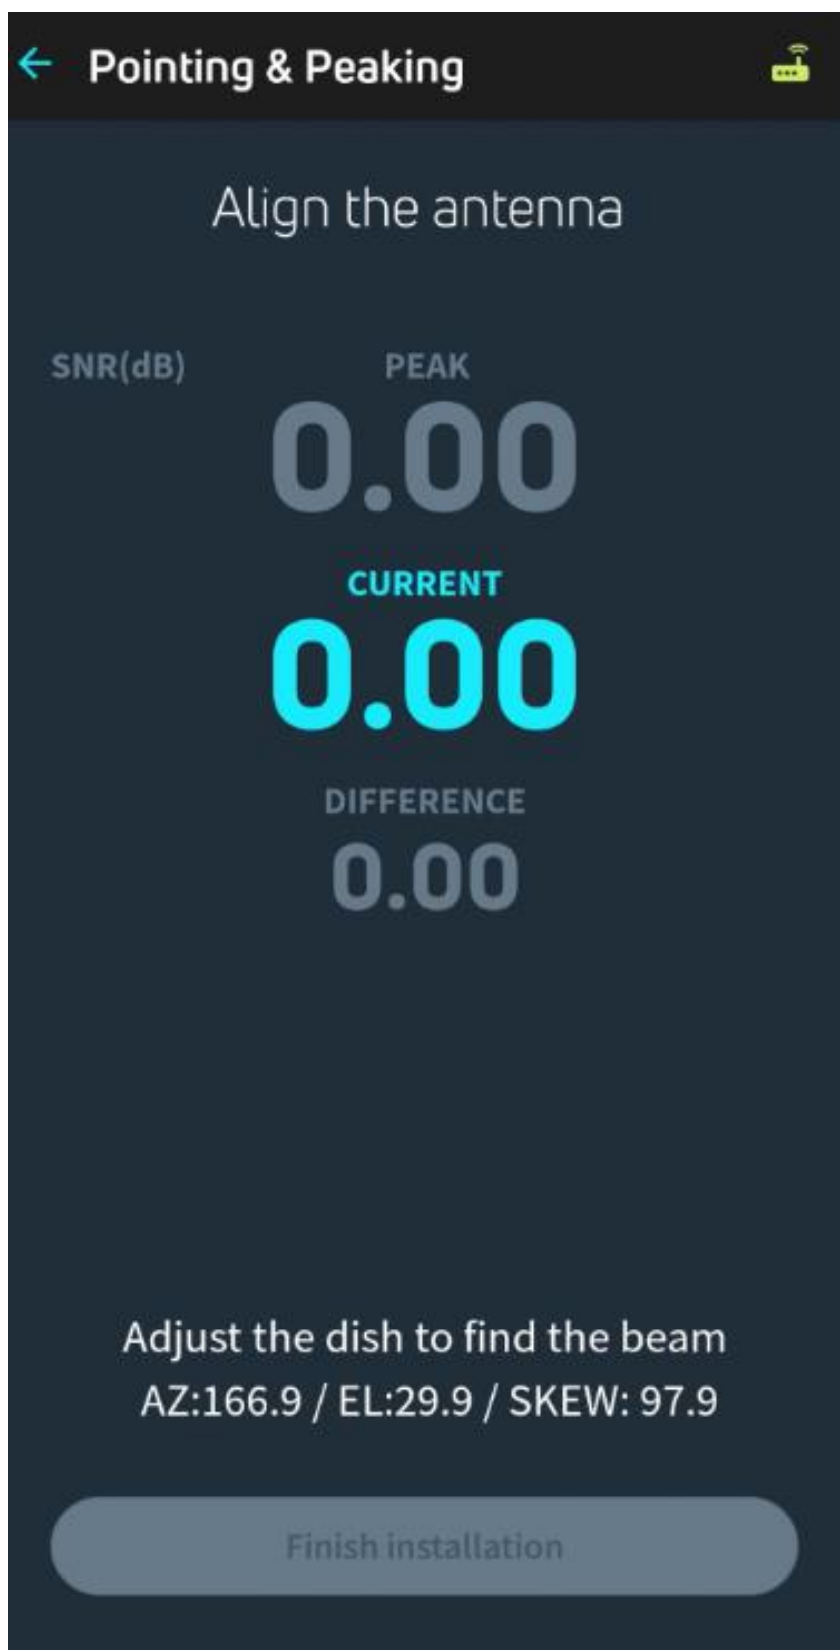 Pointing & Peaking
Align the antenna
SNR(dB) PEAK
0.00
CURRENT
0.00
DIFFERENCE
0.00
Adjust the dish to find the beam
AZ:166.9 / EL:29.9 / SKEW: 97.9
Finish installation